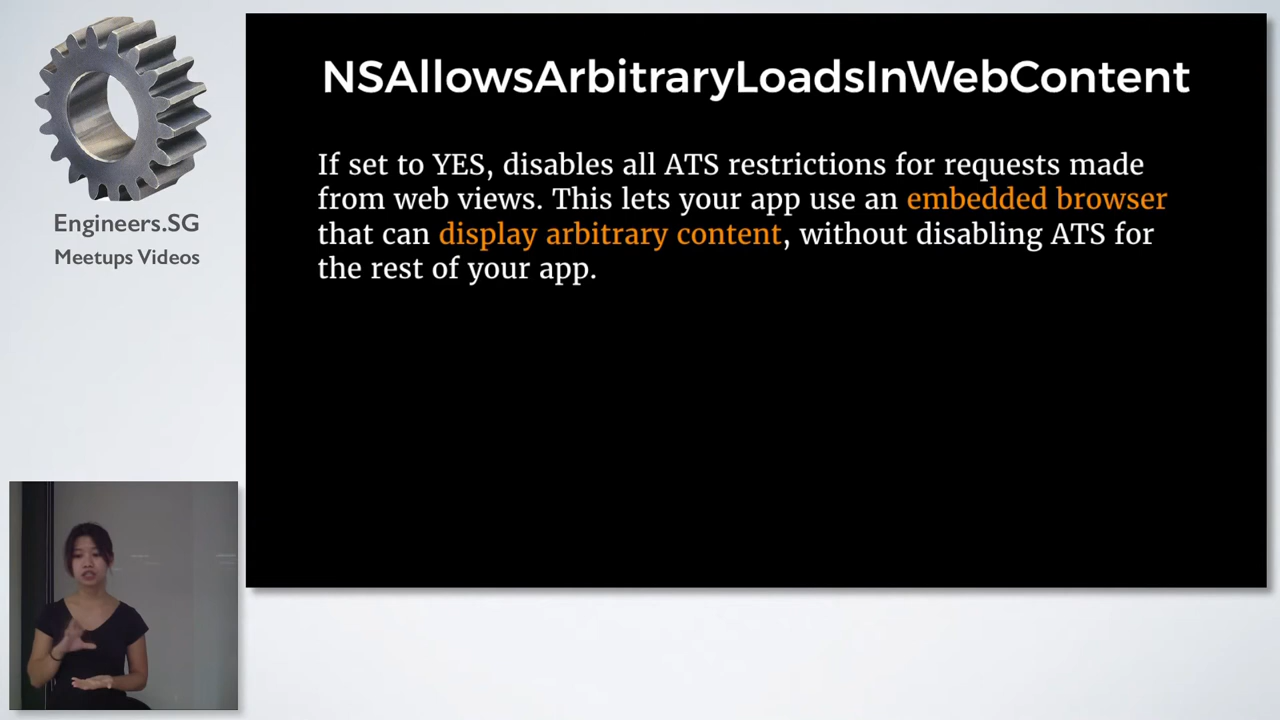 Engineers.SG
Meetups Videos
NSAllowsArbitraryLoadsInWebContent
If set to YES, disables all ATS restrictions for requests made
from web views. This lets your app use an embedded browser
that can display arbitrary content, without disabling ATS for
the rest of your app.